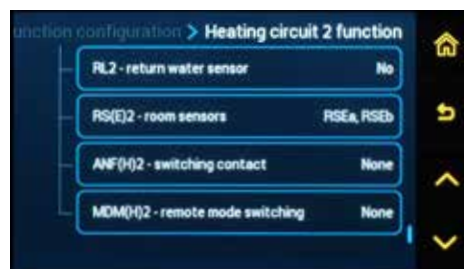 unction configuration > Heating circuit 2 function
RL2 - return water sensor No
RS(E)2 - room sensors RSEa, RSEb
ANF(H)2 - switching contact None
MDM(H)2 - remote mode switching None